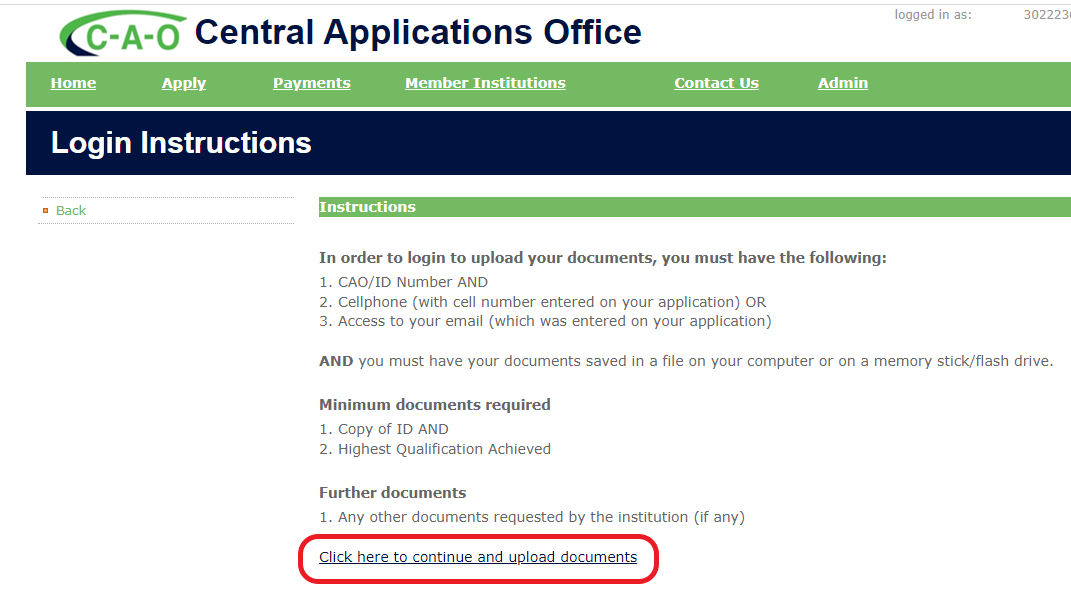 C-A-O Central Applications Office
logged in as:
Home Apply Payments Member Institutions Contact Us Admin
Login Instructions
Back
Instructions
In order to login to upload your documents, you must have the following:
1. CAO/ID Number AND
2. Cellphone (with cell number entered on your application) OR
3. Access to your email (which was entered on your application)
AND you must have your documents saved in a file on your computer or on a memory stick/flash drive.
Minimum documents required
1. Copy of ID AND
2. Highest Qualification Achieved
Further documents
1. Any other documents requested by the institution (if any)
Click here to continue and upload documents